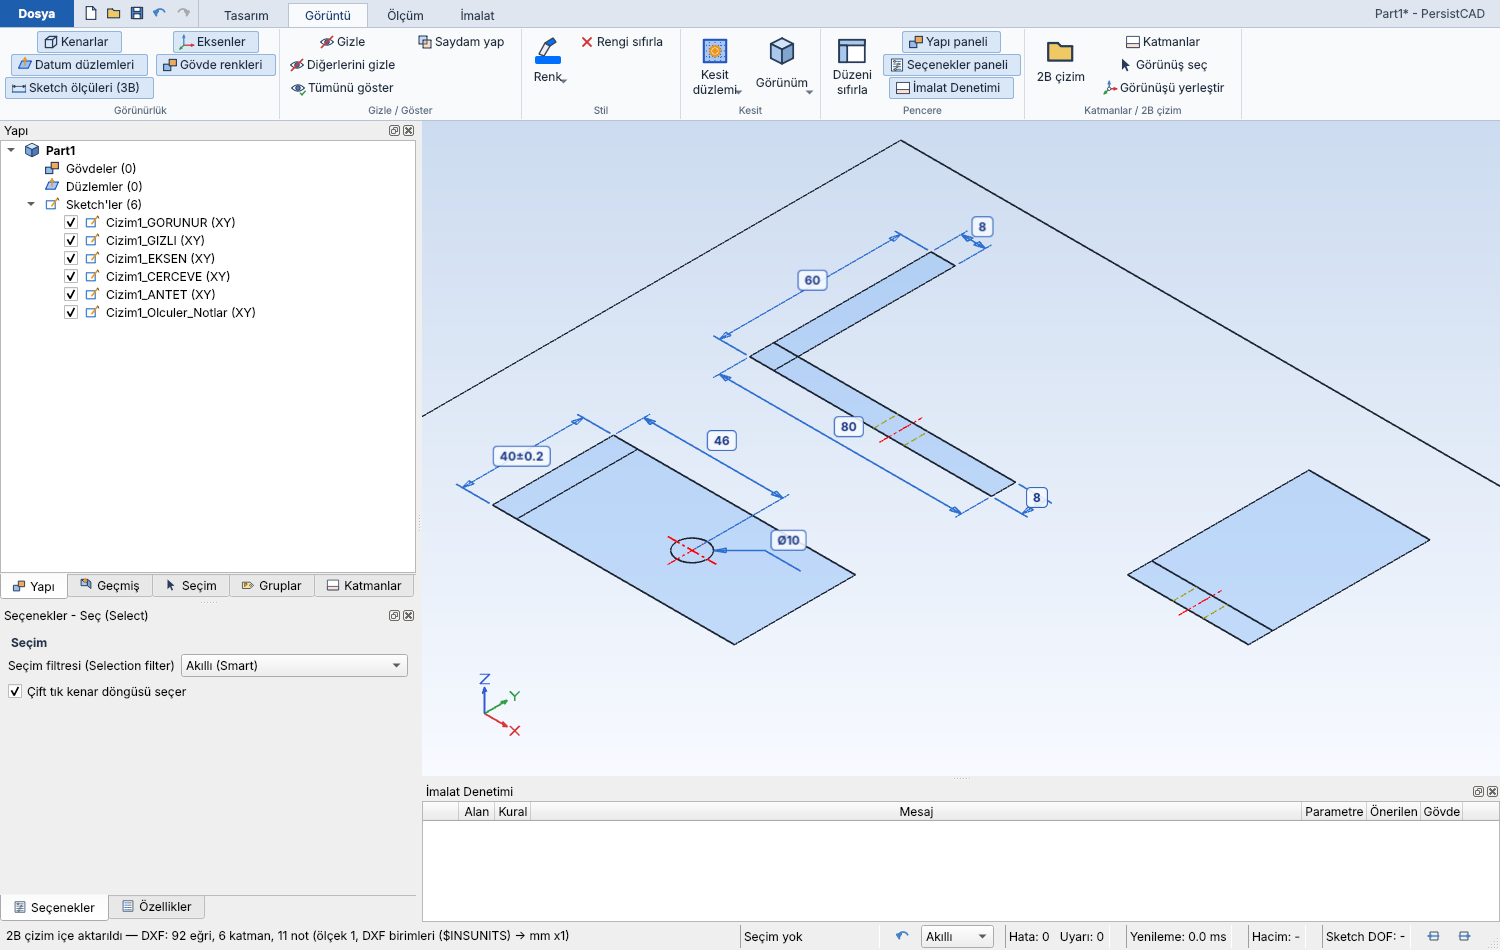 Dosya
Tasarım
Görüntü
Ölçüm
İmalat
Part1* - PersistCAD
Kenarlar
Eksenler
Datum düzlemleri
Gövde renkleri
Sketch ölçüleri (3B)
Görünürlük
Gizle
Saydam yap
Diğerlerini gizle
Tümünü göster
Gizle / Göster
Renk
Rengi sıfırla
Stil
Kesit
düzlemi
Görünüm
Kesit
Düzeni
sıfırla
Yapı paneli
Seçenekler paneli
İmalat Denetimi
Pencere
2B çizim
Katmanlar
Görünüş seç
Görünüşü yerleştir
Katmanlar / 2B çizim
Yapı
Part1
Gövdeler (0)
Düzlemler (0)
Sketch'ler (6)
Cizim1_GORUNUR (XY)
Cizim1_GIZLI (XY)
Cizim1_EKSEN (XY)
Cizim1_CERCEVE (XY)
Cizim1_ANTET (XY)
Cizim1_Olculer_Notlar (XY)
Yapı
Geçmiş
Seçim
Gruplar
Katmanlar
Seçenekler - Seç (Select)
Seçim
Seçim filtresi (Selection filter)
Akıllı (Smart)
Çift tık kenar döngüsü seçer
Seçenekler
Özellikler
8
60
80
46
40±0.2
8
Ø10
Z
Y
X
İmalat Denetimi
Alan
Kural
Mesaj
Parametre
Önerilen
Gövde
2B çizim içe aktarıldı — DXF: 92 eğri, 6 katman, 11 not (ölçek 1, DXF birimleri ($INSUNITS) → mm x1)
Seçim yok
Akıllı
Hata: 0
Uyarı: 0
Yenileme: 0.0 ms
Hacim: -
Sketch DOF: -